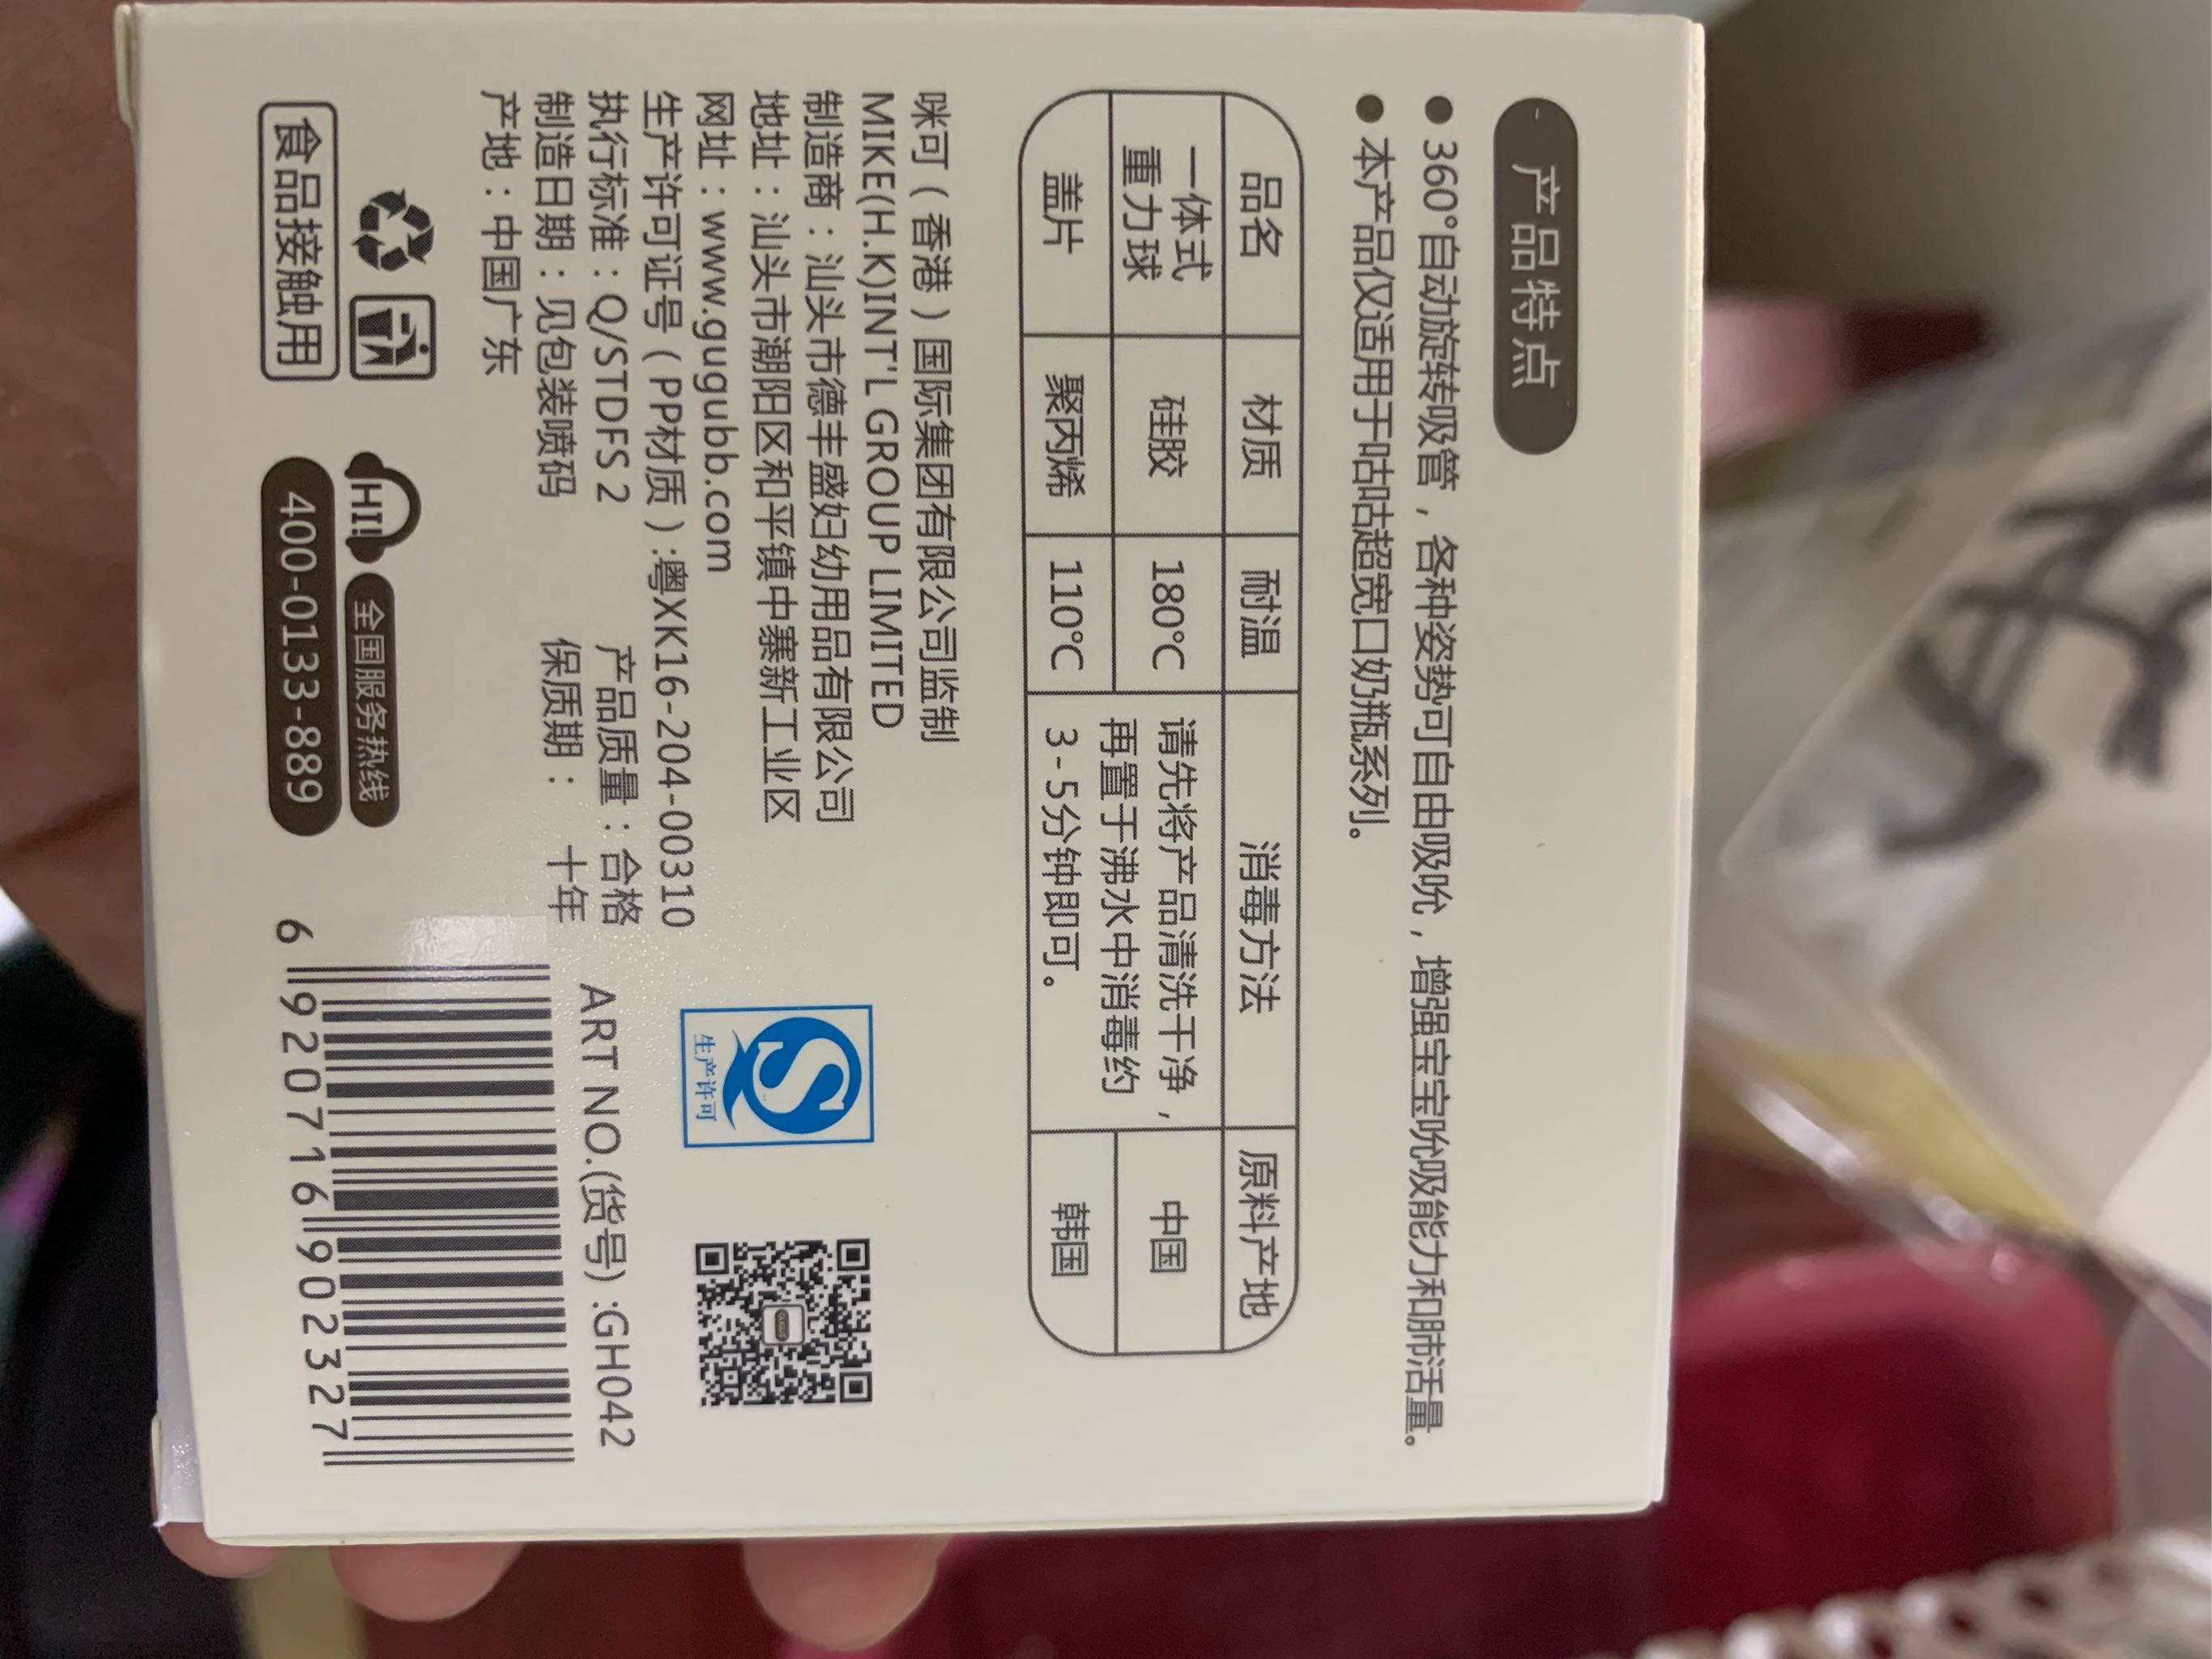 产品特点
● 360°自动旋转吸管，各种姿势可自由吸吮，增强宝宝吮吸能力和肺活量。
● 本产品仅适用于咕咕超宽口奶瓶系列。
品名 材质 耐温 消毒方法 原料产地
一体式
重力球 硅胶 180℃ 中国
盖片 聚丙烯 110℃ 韩国
请先将产品清洗干净，
再置于沸水中消毒约
3-5分钟即可。
咪可（香港）国际集团有限公司监制
MIKE(H.K)INT'L GROUP LIMITED
制造商：汕头市德丰盛妇幼用品有限公司
地址：汕头市潮阳区和平镇中寨新工业区
网址：www.gugubb.com
生产许可证号（PP材质）:粤XK16-204-00310
执行标准：Q/STDFS 2 产品质量：合格
制造日期：见包装喷码 保质期： 十年
产地：中国广东
生产许可
ART NO.(货号) :GH042
食品接触用
HI!
全国服务热线
400-0133-889
6 920716 902327